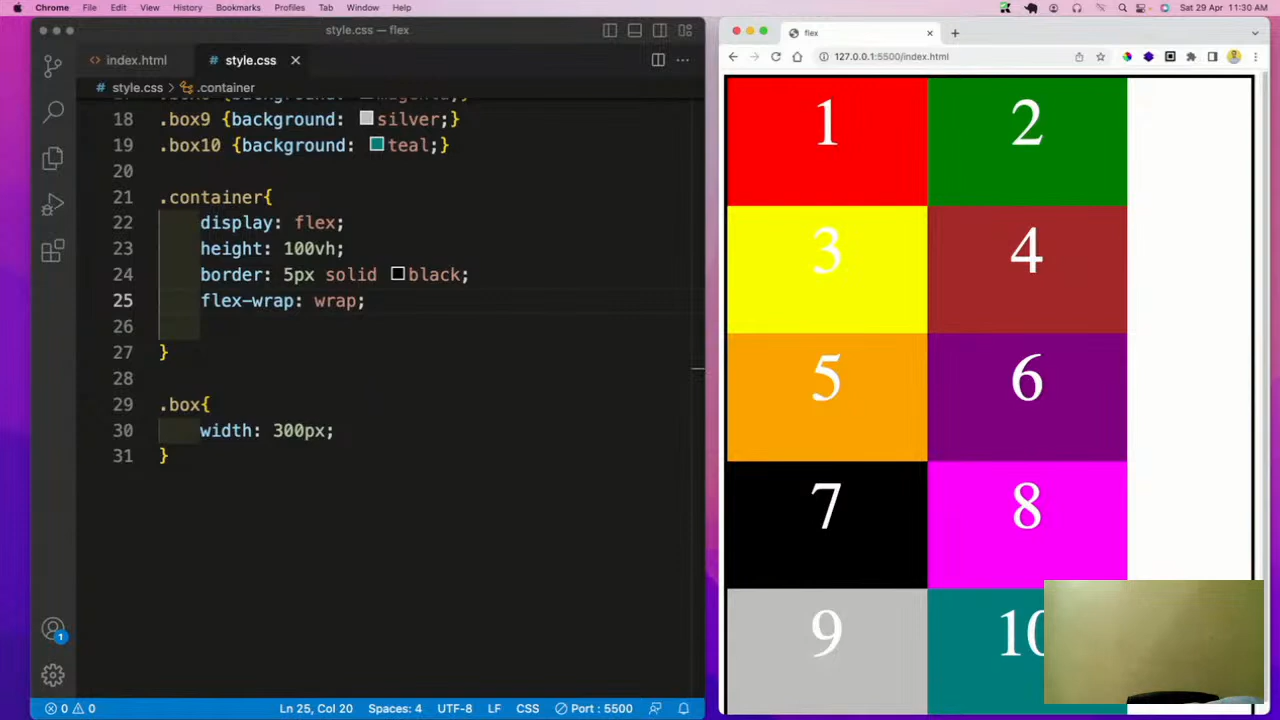 Chrome File Edit View History Bookmarks Profiles Tab Window Help Sat 29 Apr 11:30 AM
style.css — flex
index.html # style.css
# style.css > .container
18 .box9 {background: silver;}
19 .box10 {background: teal;}
20
21 .container{
22 display: flex;
23 height: 100vh;
24 border: 5px solid black;
25 flex-wrap: wrap;
26
27 }
28
29 .box{
30 width: 300px;
31 }
1
0 0 Ln 25, Col 20 Spaces: 4 UTF-8 LF CSS Port : 5500
flex
127.0.0.1:5500/index.html
1 2
3 4
5 6
7 8
9